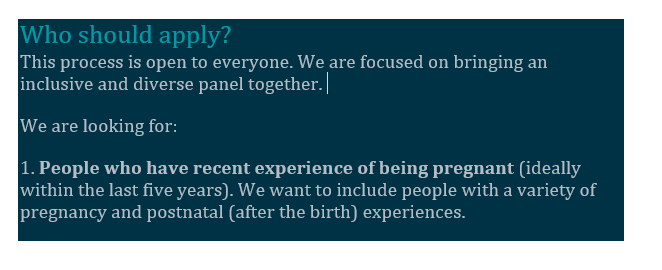 Who should apply?
This process is open to everyone. We are focused on bringing an
inclusive and diverse panel together.
We are looking for:
1. People who have recent experience of being pregnant (ideally
within the last five years). We want to include people with a variety of
pregnancy and postnatal (after the birth) experiences.